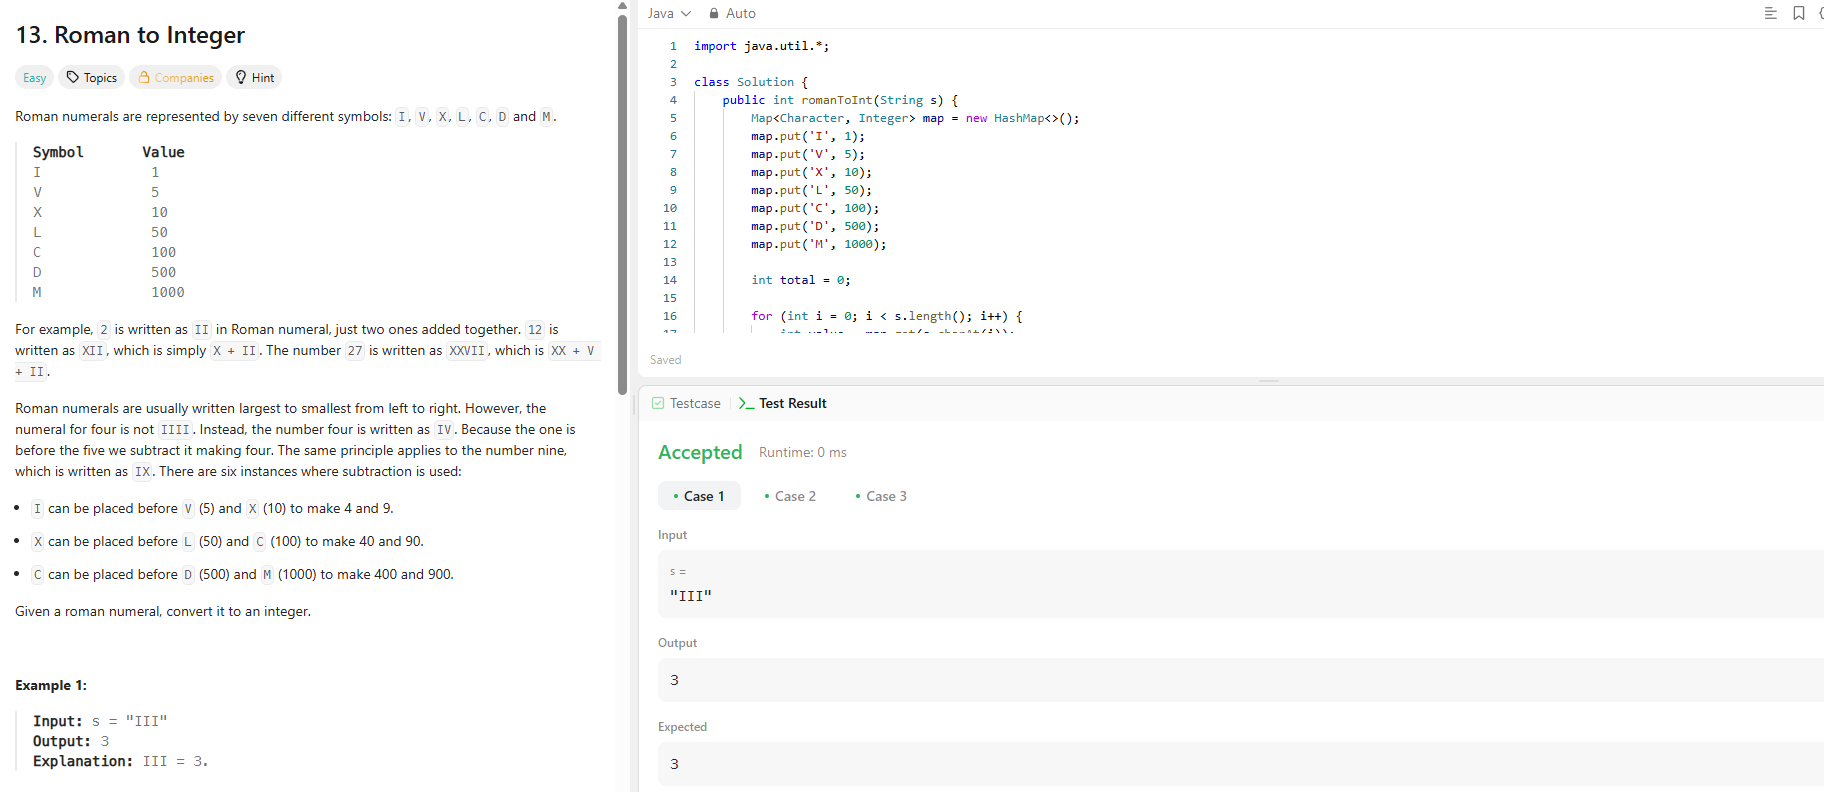 13. Roman to Integer
Easy Topics Companies Hint
Roman numerals are represented by seven different symbols: I, V, X, L, C, D and M.
Symbol Value
I 1
V 5
X 10
L 50
C 100
D 500
M 1000
For example, 2 is written as II in Roman numeral, just two ones added together. 12 is
written as XII, which is simply X + II. The number 27 is written as XXVII, which is XX + V
+ II.
Roman numerals are usually written largest to smallest from left to right. However, the
numeral for four is not IIII. Instead, the number four is written as IV. Because the one is
before the five we subtract it making four. The same principle applies to the number nine,
which is written as IX. There are six instances where subtraction is used:
• I can be placed before V (5) and X (10) to make 4 and 9.
• X can be placed before L (50) and C (100) to make 40 and 90.
• C can be placed before D (500) and M (1000) to make 400 and 900.
Given a roman numeral, convert it to an integer.
Example 1:
Input: s = "III"
Output: 3
Explanation: III = 3.
Java Auto
1 import java.util.*;
2
3 class Solution {
4 public int romanToInt(String s) {
5 Map<Character, Integer> map = new HashMap<>();
6 map.put('I', 1);
7 map.put('V', 5);
8 map.put('X', 10);
9 map.put('L', 50);
10 map.put('C', 100);
11 map.put('D', 500);
12 map.put('M', 1000);
13
14 int total = 0;
15
16 for (int i = 0; i < s.length(); i++) {
Saved
Testcase >_ Test Result
Accepted Runtime: 0 ms
• Case 1 • Case 2 • Case 3
Input
s =
"III"
Output
3
Expected
3